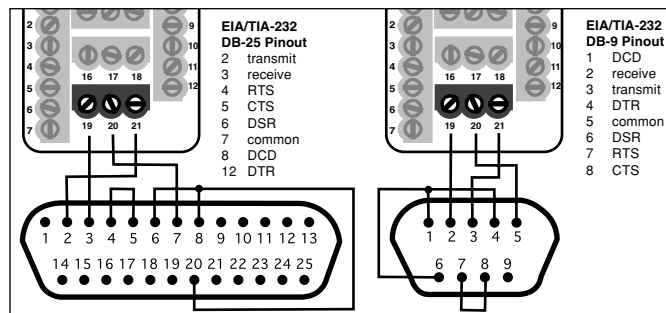 2
3
4
5
6
7
9
10
11
12
16 17 18
19 20 21
EIA/TIA-232
DB-25 Pinout
2 transmit
3 receive
4 RTS
5 CTS
6 DSR
7 common
8 DCD
12 DTR
1 2 3 4 5 6 7 8 9 10 11 12 13
14 15 16 17 18 19 20 21 22 23 24 25
2
3
4
5
6
7
9
10
11
12
16 17 18
19 20 21
EIA/TIA-232
DB-9 Pinout
1 DCD
2 receive
3 transmit
4 DTR
5 common
6 DSR
7 RTS
8 CTS
1 2 3 4 5
6 7 8 9